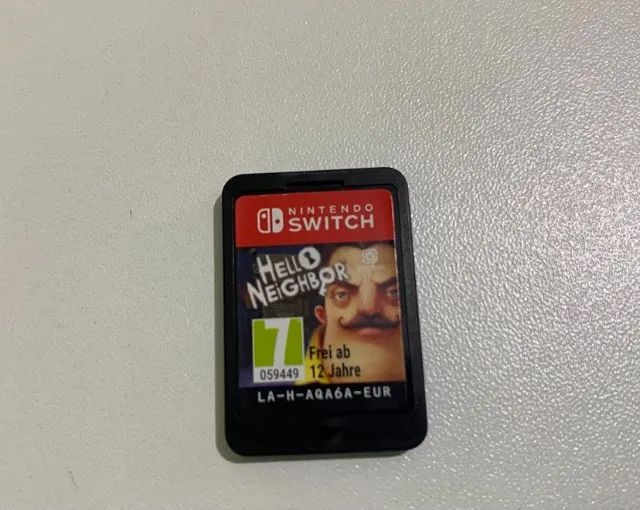 NINTENDO
SWITCH
HELLO
NEIGHBOR
7
059449
Frei ab
12 Jahre
LA-H-AQA6A-EUR